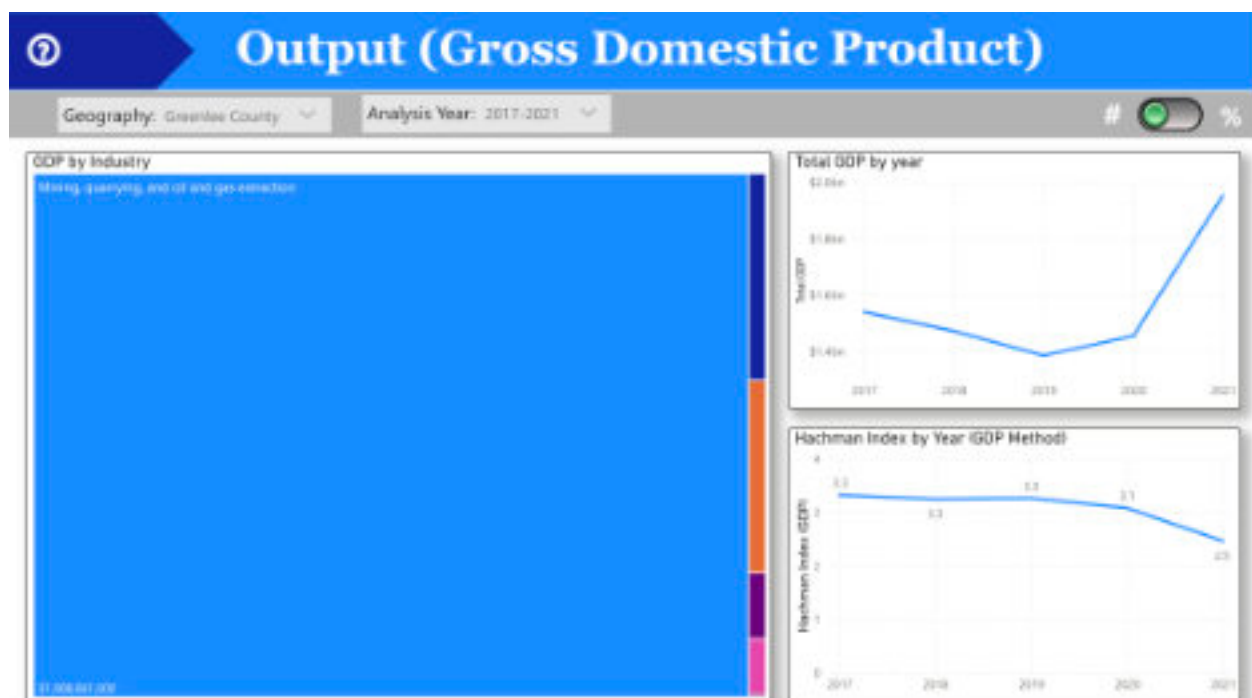 Output (Gross Domestic Product)
Geography: Greenlee County
Analysis Year: 2017-2021
# %
GDP by Industry
Mining, quarrying, and oil and gas extraction
Total GDP by year
$2.0bn
$1.8bn
$1.6bn
$1.4bn
Total GDP
2017 2018 2019 2020 2021
Hachman Index by Year (GDP Method)
4
3
2
1
0
Hachman Index (GDP)
3.3
3.3
3.3
3.1
2.5
2017 2018 2019 2020 2021